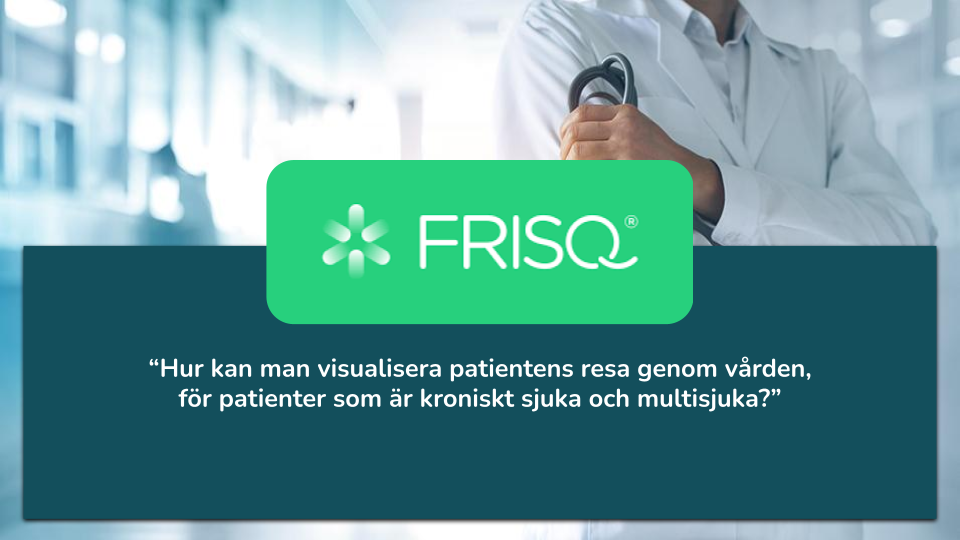 FRISQ®
“Hur kan man visualisera patientens resa genom vården,
för patienter som är kroniskt sjuka och multisjuka?”